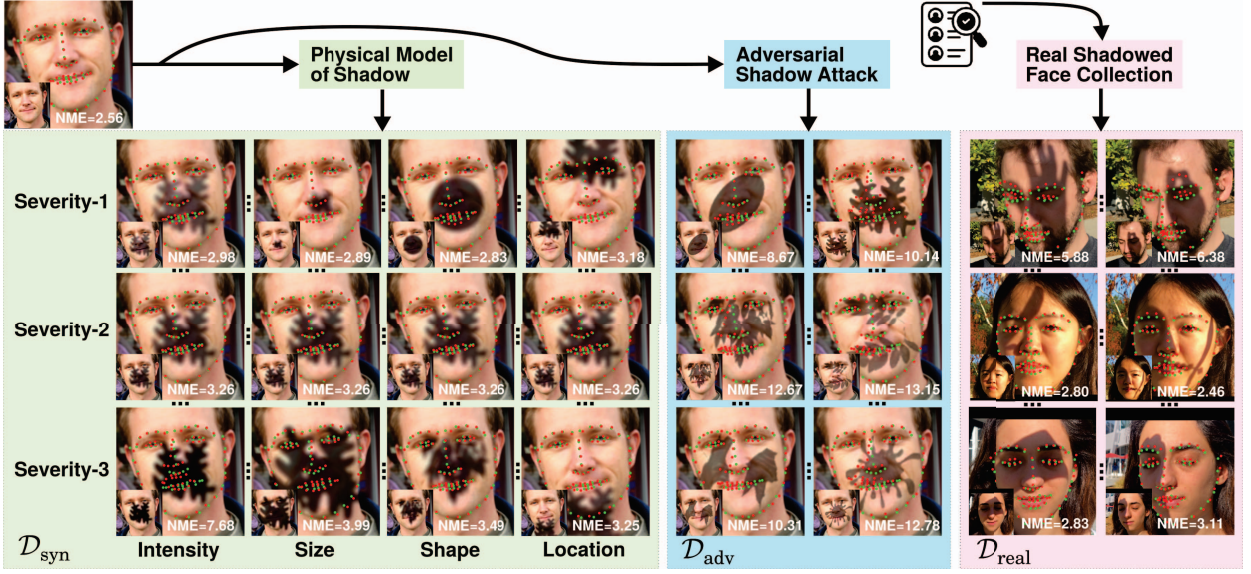 Physical Model
of Shadow
Adversarial
Shadow Attack
Real Shadowed
Face Collection
NME=2.56
Severity-1
NME=2.98
NME=2.89
NME=2.83
NME=3.18
NME=8.67
NME=10.14
NME=5.88
NME=6.38
Severity-2
NME=3.26
NME=3.26
NME=3.26
NME=3.26
NME=12.67
NME=13.15
NME=2.80
NME=2.46
Severity-3
NME=7.68
NME=3.99
NME=3.49
NME=3.25
NME=10.31
NME=12.78
NME=2.83
NME=3.11
𝒟syn
Intensity
Size
Shape
Location
𝒟adv
𝒟real